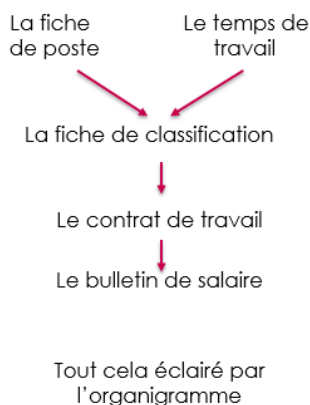 La fiche
de poste
Le temps de
travail
La fiche de classification
Le contrat de travail
Le bulletin de salaire
Tout cela éclairé par
l'organigramme